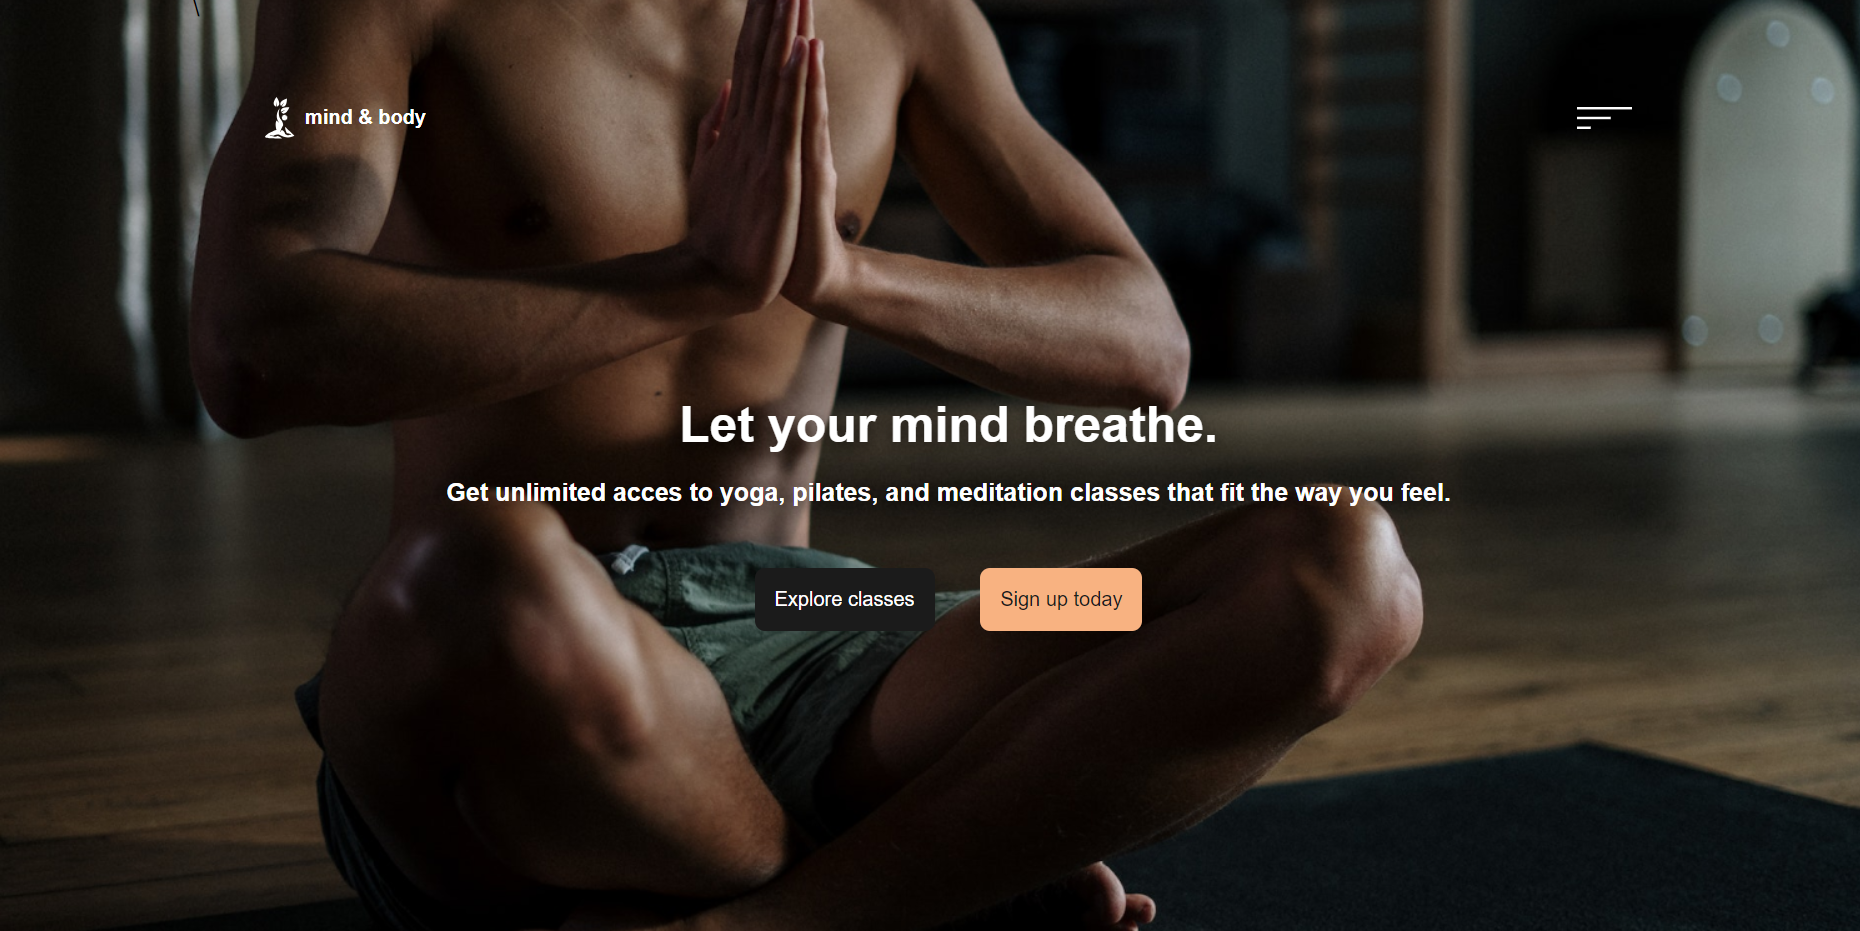 mind & body
Let your mind breathe.
Get unlimited acces to yoga, pilates, and meditation classes that fit the way you feel.
Explore classes
Sign up today